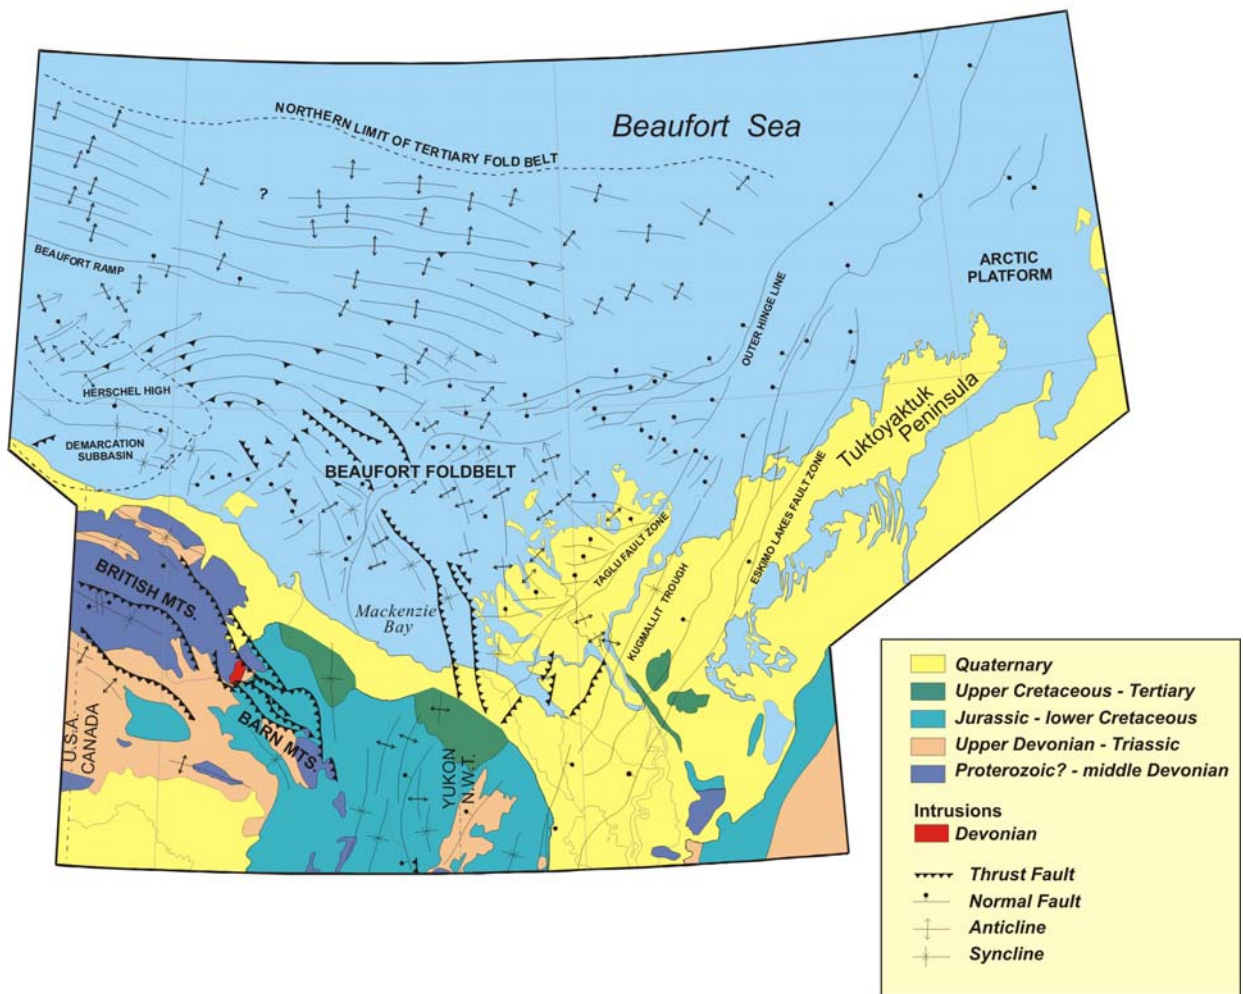 Beaufort Sea
NORTHERN LIMIT OF TERTIARY FOLD BELT
?
BEAUFORT RAMP
ARCTIC
PLATFORM
OUTER HINGE LINE
HERSCHEL HIGH
DEMARCATION
SUBBASIN
BEAUFORT FOLDBELT
Tuktoyaktuk
Peninsula
ESKIMO LAKES FAULT ZONE
TAGLU FAULT ZONE
KUGMALLIT TROUGH
BRITISH MTS.
Mackenzie
Bay
BARN MTS.
U.S.A.
CANADA
YUKON
N.W.T.
Quaternary
Upper Cretaceous - Tertiary
Jurassic - lower Cretaceous
Upper Devonian - Triassic
Proterozoic? - middle Devonian
Intrusions
Devonian
Thrust Fault
Normal Fault
Anticline
Syncline